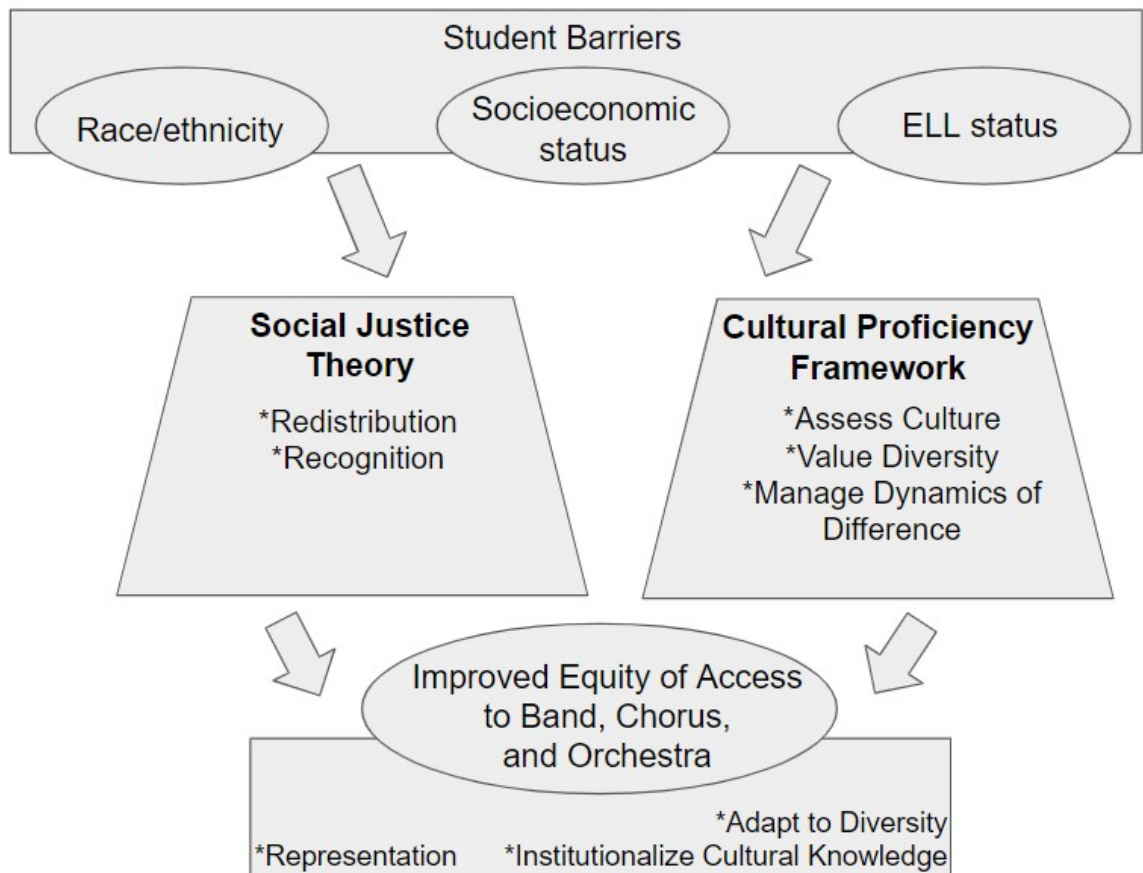 Student Barriers
Race/ethnicity
Socioeconomic
status
ELL status
Social Justice
Theory
*Redistribution
*Recognition
Cultural Proficiency
Framework
*Assess Culture
*Value Diversity
*Manage Dynamics of
Difference
Improved Equity of Access
to Band, Chorus,
and Orchestra
*Representation
*Adapt to Diversity
*Institutionalize Cultural Knowledge